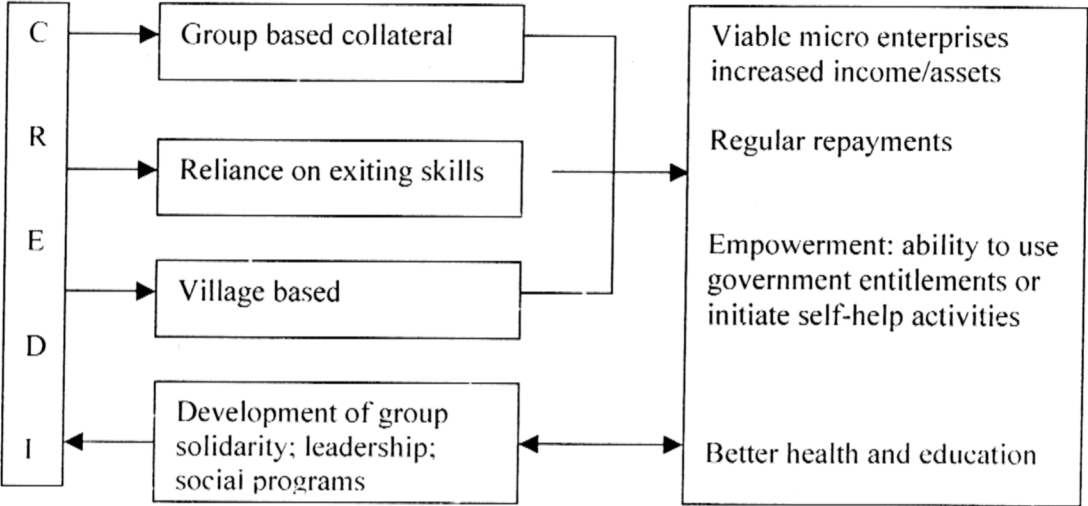 C
R
E
D
I
Group based collateral
Reliance on exiting skills
Village based
Development of group
solidarity; leadership;
social programs
Viable micro enterprises
increased income/assets
Regular repayments
Empowerment: ability to use
government entitlements or
initiate self-help activities
Better health and education